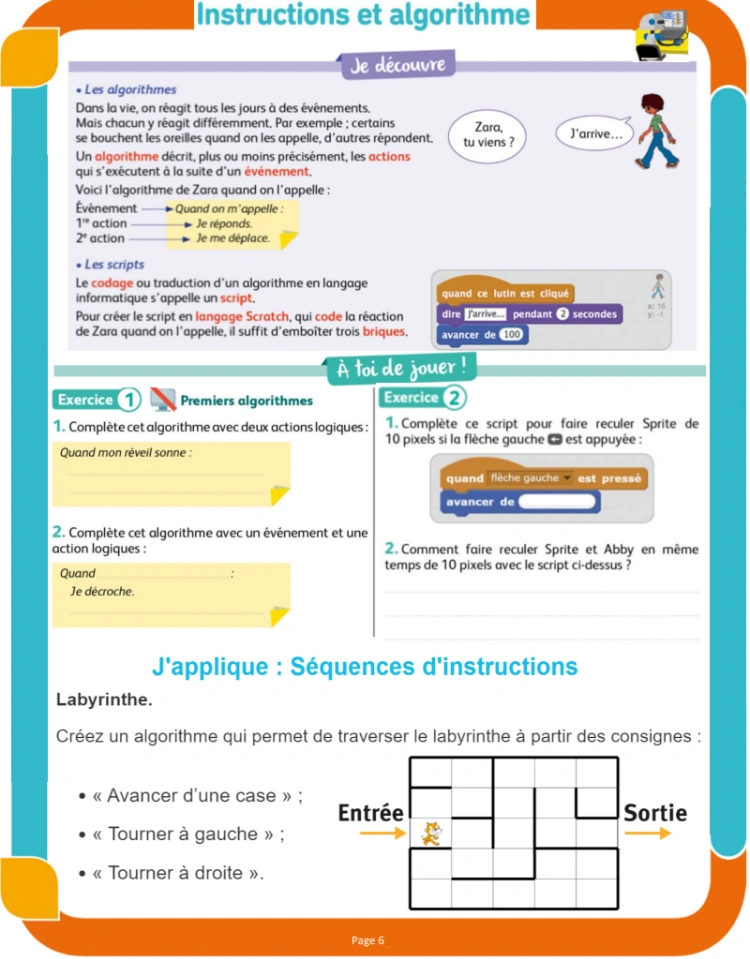 Instructions et algorithme
Je découvre
• Les algorithmes
Dans la vie, on réagit tous les jours à des évènements.
Mais chacun y réagit différemment. Par exemple ; certains
se bouchent les oreilles quand on les appelle, d'autres répondent.
Un algorithme décrit, plus ou moins précisément, les actions
qui s'exécutent à la suite d'un événement.
Voici l'algorithme de Zara quand on l'appelle :
Zara,
tu viens ?
J'arrive...
Évènement Quand on m'appelle :
1re action Je réponds.
2e action Je me déplace.
• Les scripts
Le codage ou traduction d'un algorithme en langage
informatique s'appelle un script.
Pour créer le script en langage Scratch, qui code la réaction
de Zara quand on l'appelle, il suffit d'emboîter trois briques.
quand ce lutin est cliqué
dire J'arrive... pendant 2 secondes
avancer de 100
x: 16
y: -1
À toi de jouer !
Exercice 1 Premiers algorithmes
1. Complète cet algorithme avec deux actions logiques :
Quand mon réveil sonne :
2. Complète cet algorithme avec un événement et une
action logiques :
Quand :
Je décroche.
Exercice 2
1. Complète ce script pour faire reculer Sprite de
10 pixels si la flèche gauche est appuyée :
quand flèche gauche est pressé
avancer de
2. Comment faire reculer Sprite et Abby en même
temps de 10 pixels avec le script ci-dessus ?
J'applique : Séquences d'instructions
Labyrinthe.
Créez un algorithme qui permet de traverser le labyrinthe à partir des consignes :
• « Avancer d'une case » ;
• « Tourner à gauche » ;
• « Tourner à droite ».
Entrée
Sortie
Page 6